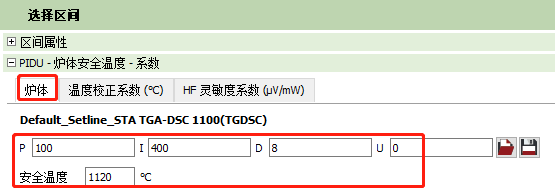 选择区间
区间属性
PIDU - 炉体安全温度 - 系数
炉体 温度校正系数 (℃) HF 灵敏度系数 (µV/mW)
Default_Setline_STA TGA-DSC 1100(TGDSC)
P 100 I 400 D 8 U 0
安全温度 1120 ℃